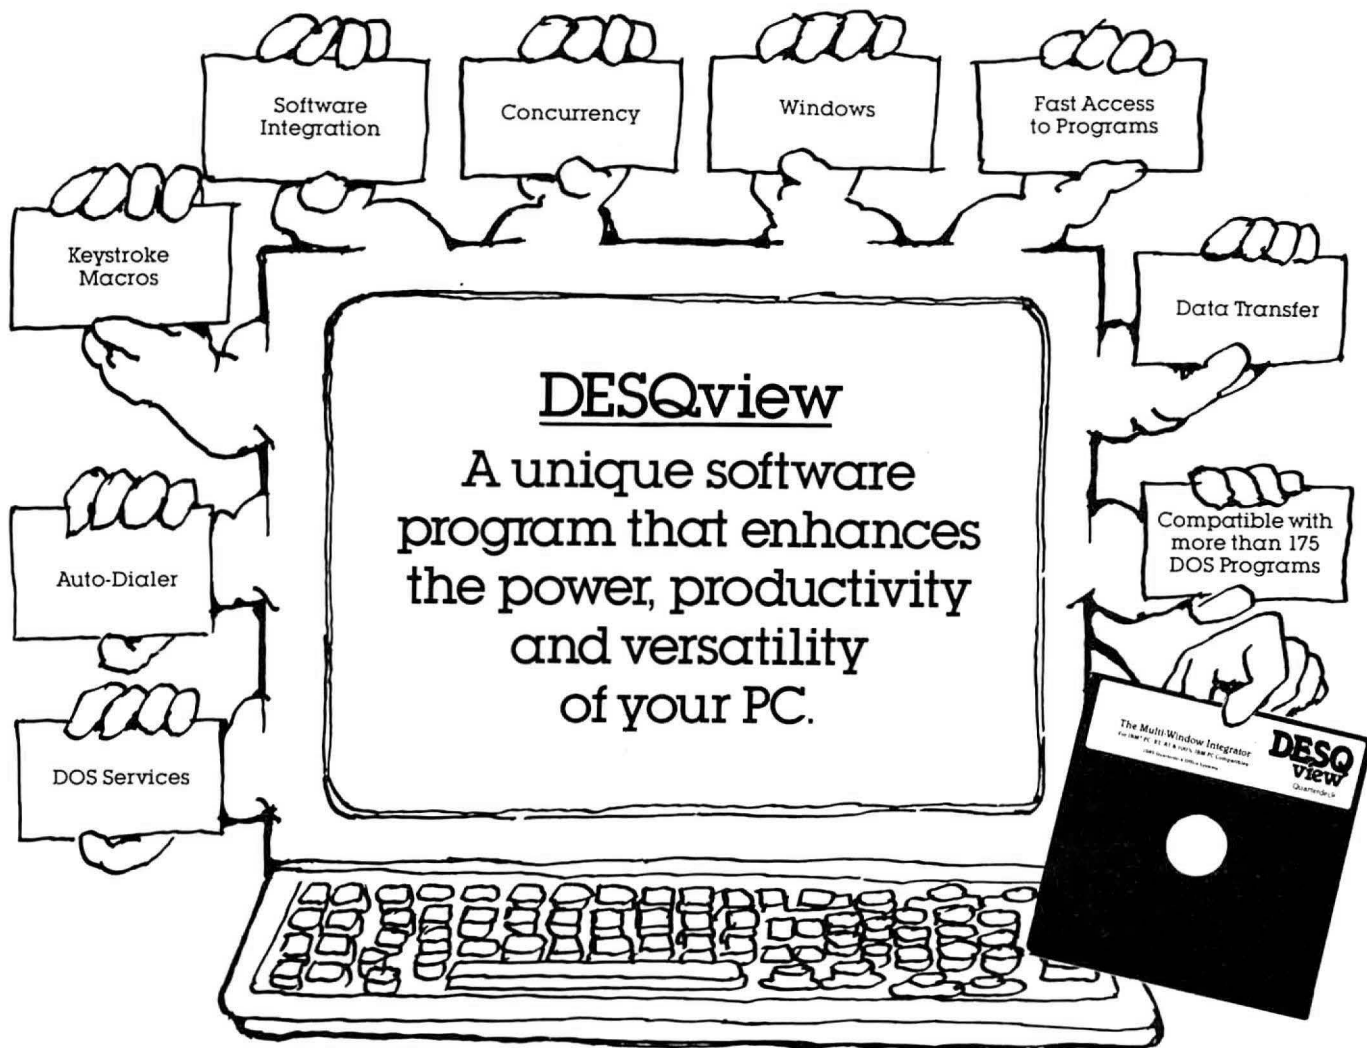 Software
Integration
Concurrency
Windows
Fast Access
to Programs
Keystroke
Macros
Data Transfer
DESQview
A unique software
program that enhances
the power, productivity
and versatility
of your PC.
Auto-Dialer
Compatible with
more than 175
DOS Programs
DOS Services
The Multi-Window Integrator
DESQ
view
Quarterdeck